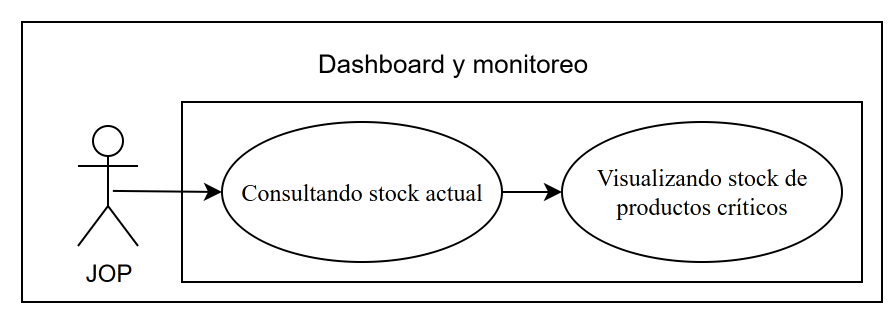 Dashboard y monitoreo
Consultando stock actual
Visualizando stock de
productos críticos
JOP